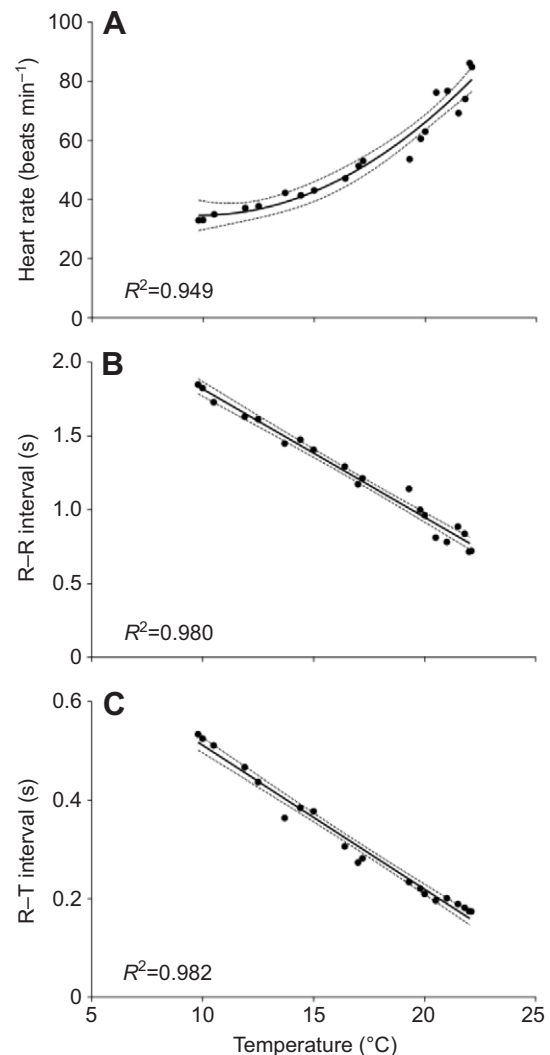 A
100
80
60
40
20
0
Heart rate (beats min⁻¹)
R²=0.949
B
2.0
1.5
1.0
0.5
0
R–R interval (s)
R²=0.980
C
0.6
0.4
0.2
0
R–T interval (s)
R²=0.982
5 10 15 20 25
Temperature (°C)